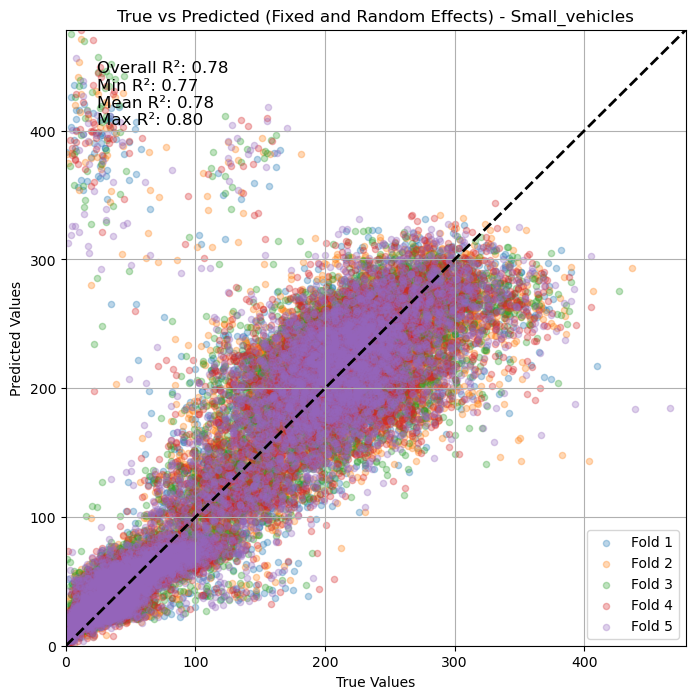 True vs Predicted (Fixed and Random Effects) - Small_vehicles
Overall R²: 0.78
Min R²: 0.77
Mean R²: 0.78
Max R²: 0.80
400
300
200
100
0
Predicted Values
Fold 1
Fold 2
Fold 3
Fold 4
Fold 5
0 100 200 300 400
True Values